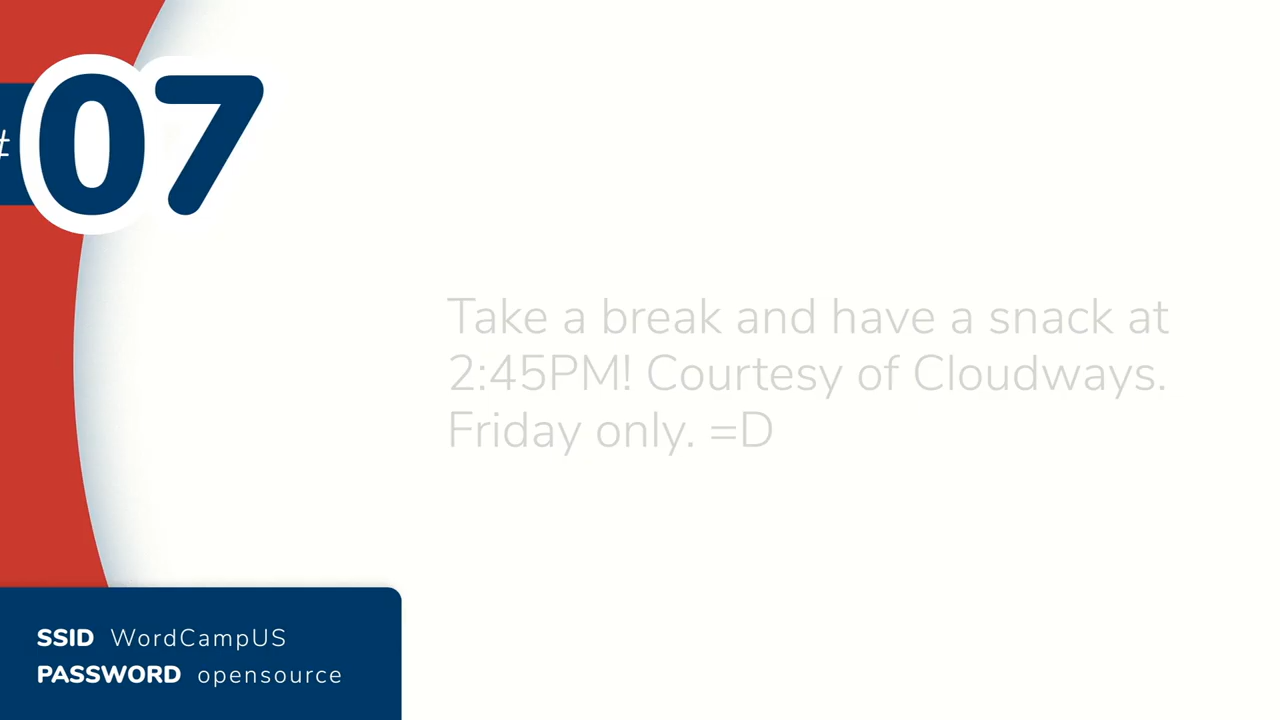 #07
Take a break and have a snack at
2:45PM! Courtesy of Cloudways.
Friday only. =D
SSID WordCampUS
PASSWORD opensource